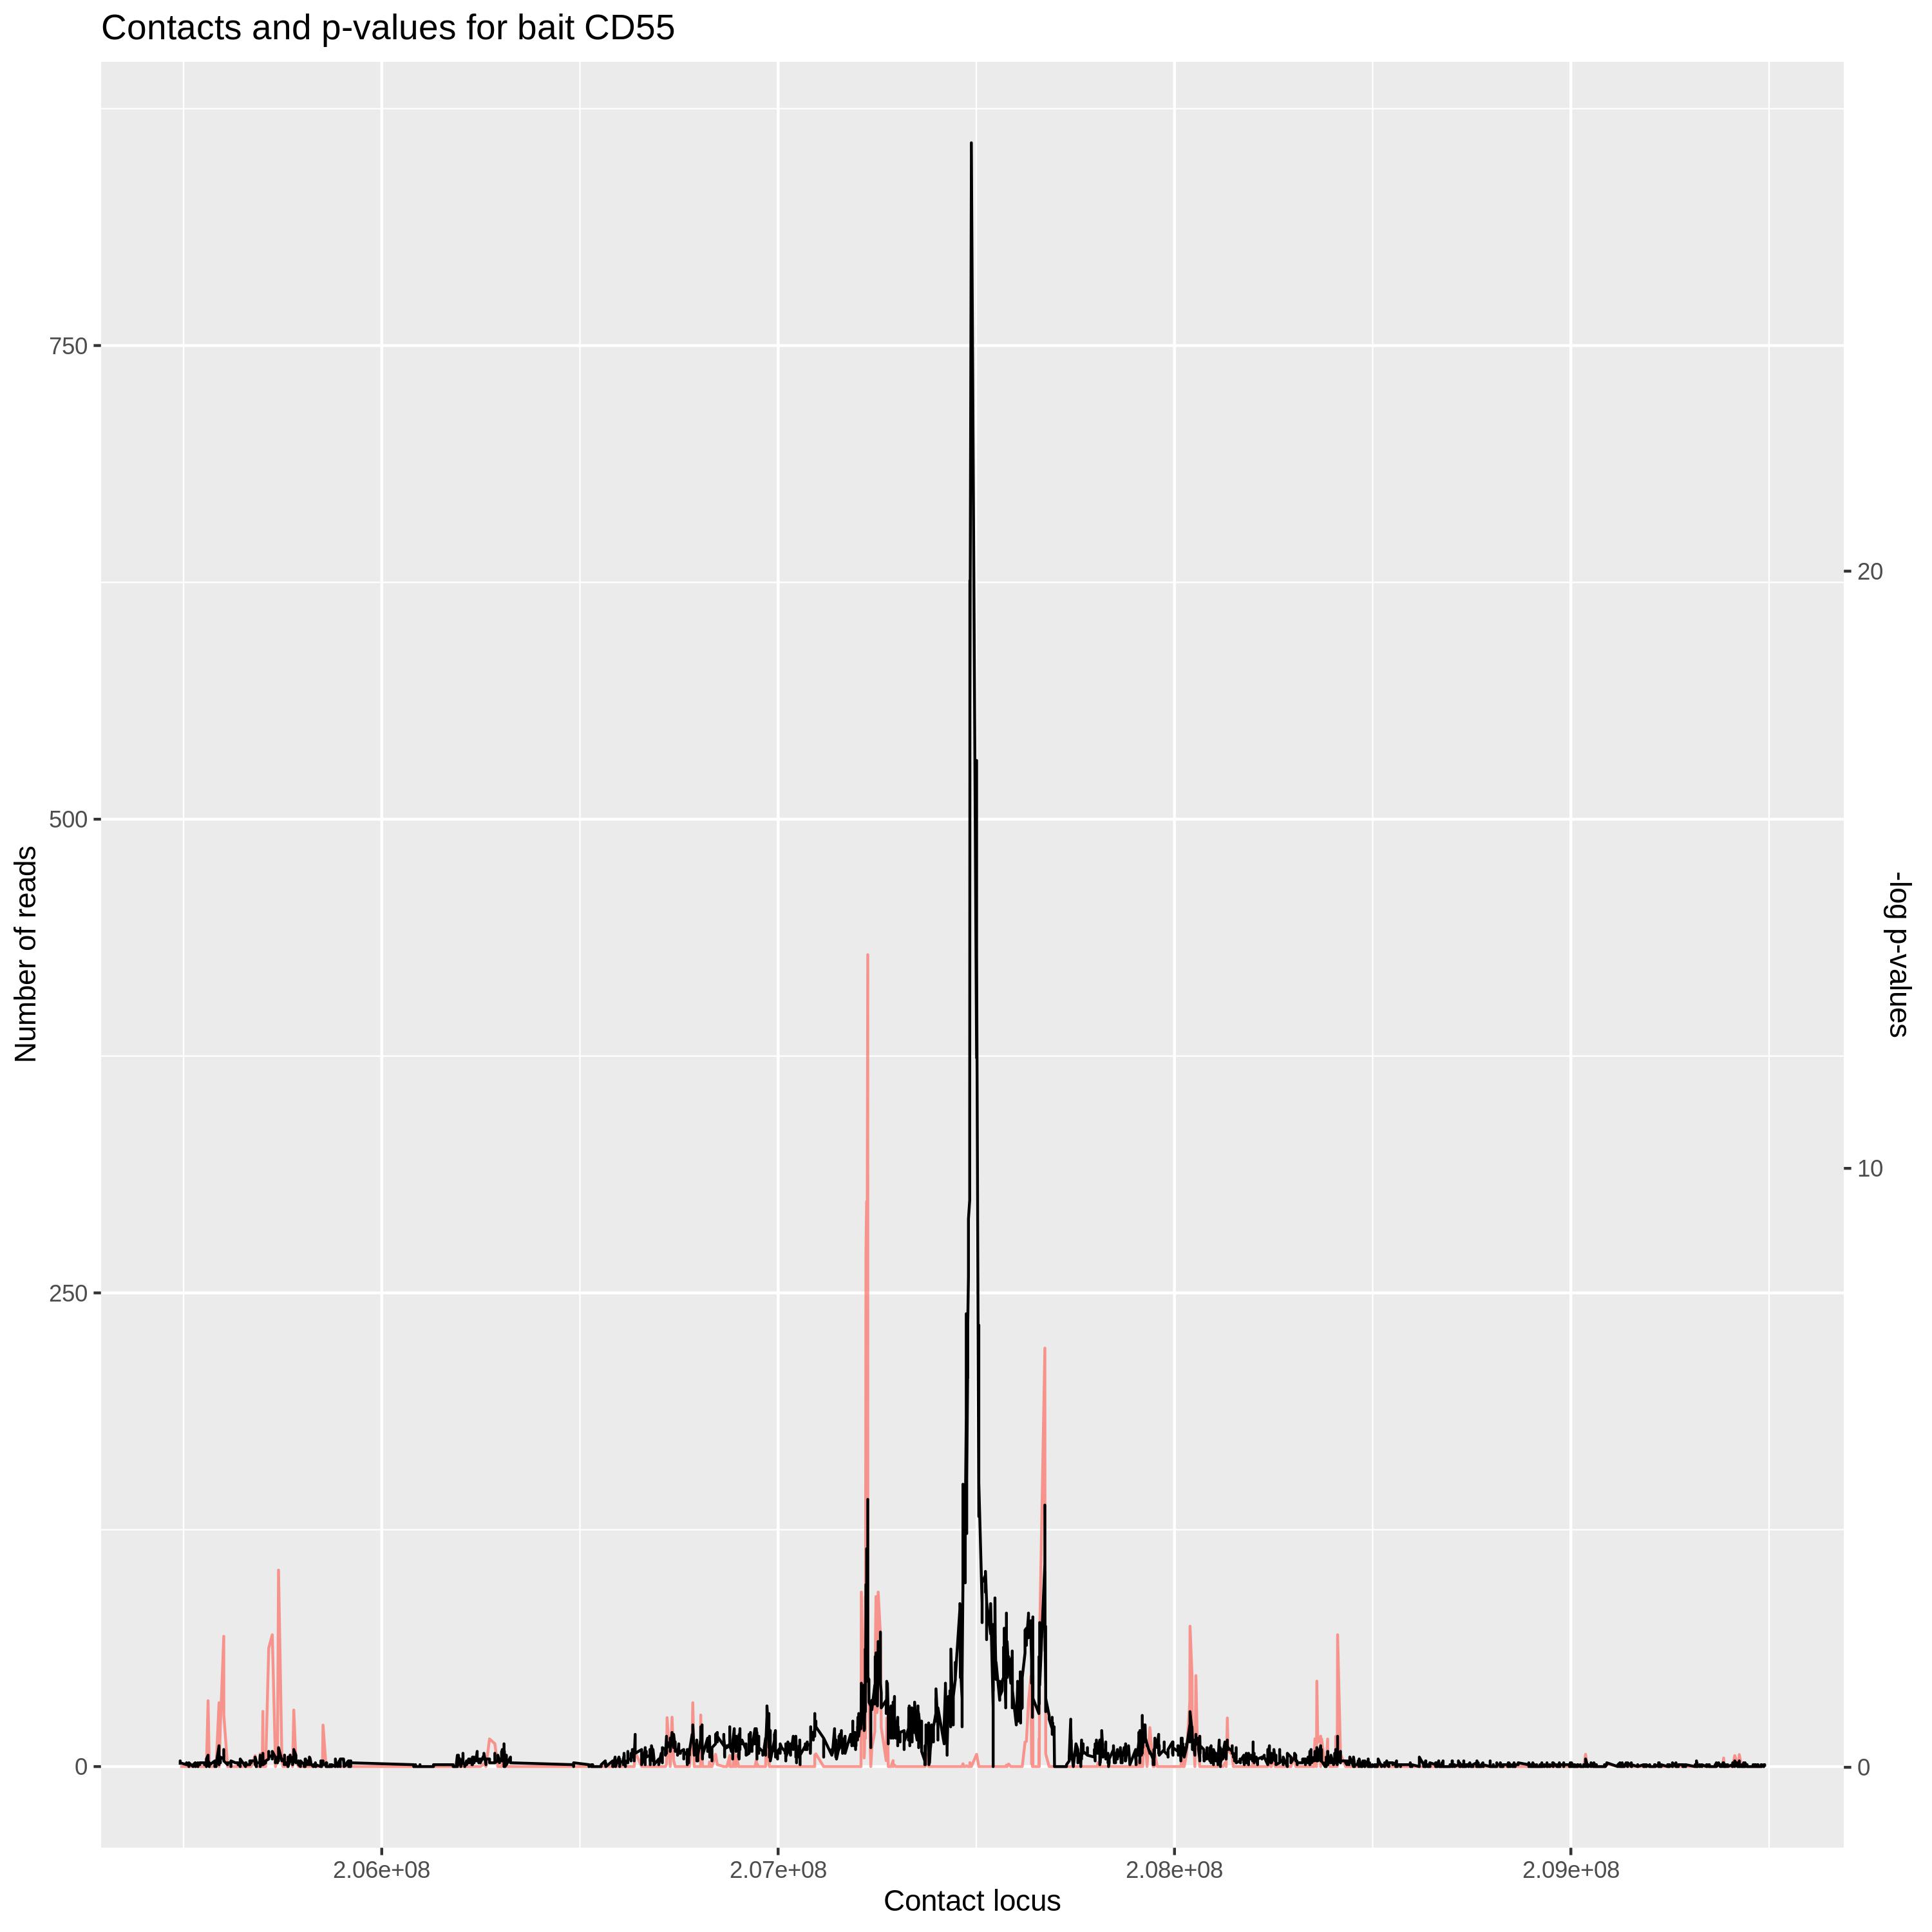 Contacts and p-values for bait CD55
750
500
250
0
Number of reads
20
10
0
-log p-values
2.06e+08
2.07e+08
2.08e+08
2.09e+08
Contact locus